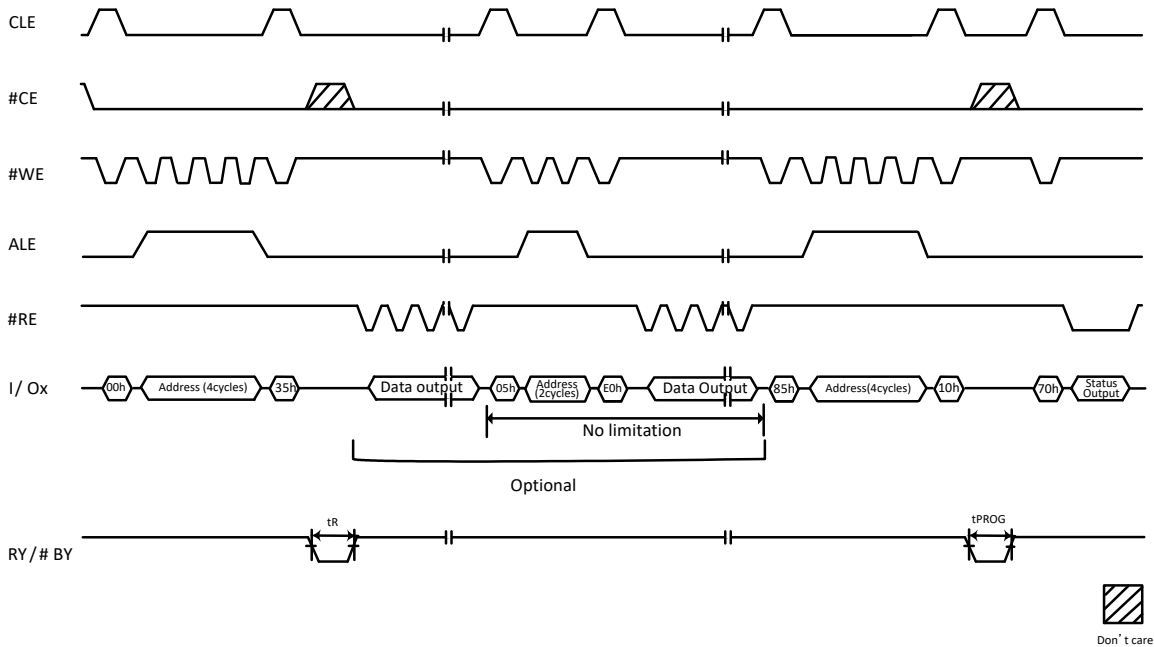 CLE
#CE
#WE
ALE
#RE
I/ Ox
00h
Address (4cycles)
35h
Data output
05h
Address
(2cycles)
E0h
Data Output
85h
Address(4cycles)
10h
70h
Status
Output
No limitation
Optional
RY/# BY
tR
tPROG
Don’t care